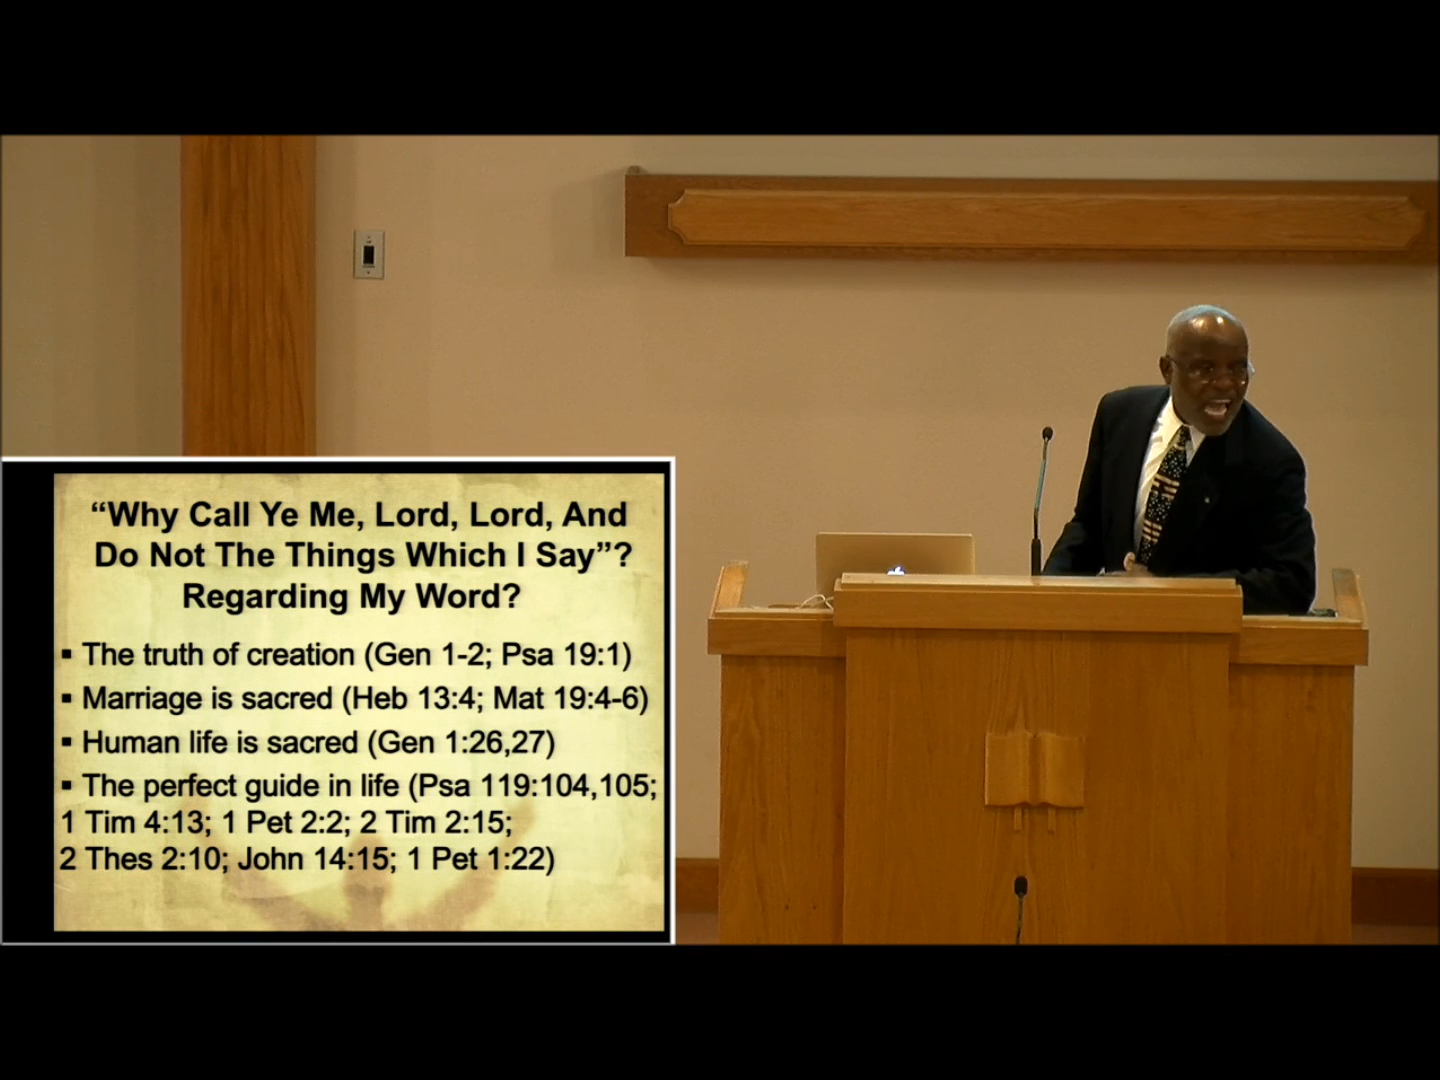 “Why Call Ye Me, Lord, Lord, And
Do Not The Things Which I Say”?
Regarding My Word?
▪ The truth of creation (Gen 1-2; Psa 19:1)
▪ Marriage is sacred (Heb 13:4; Mat 19:4-6)
▪ Human life is sacred (Gen 1:26,27)
▪ The perfect guide in life (Psa 119:104,105;
1 Tim 4:13; 1 Pet 2:2; 2 Tim 2:15;
2 Thes 2:10; John 14:15; 1 Pet 1:22)